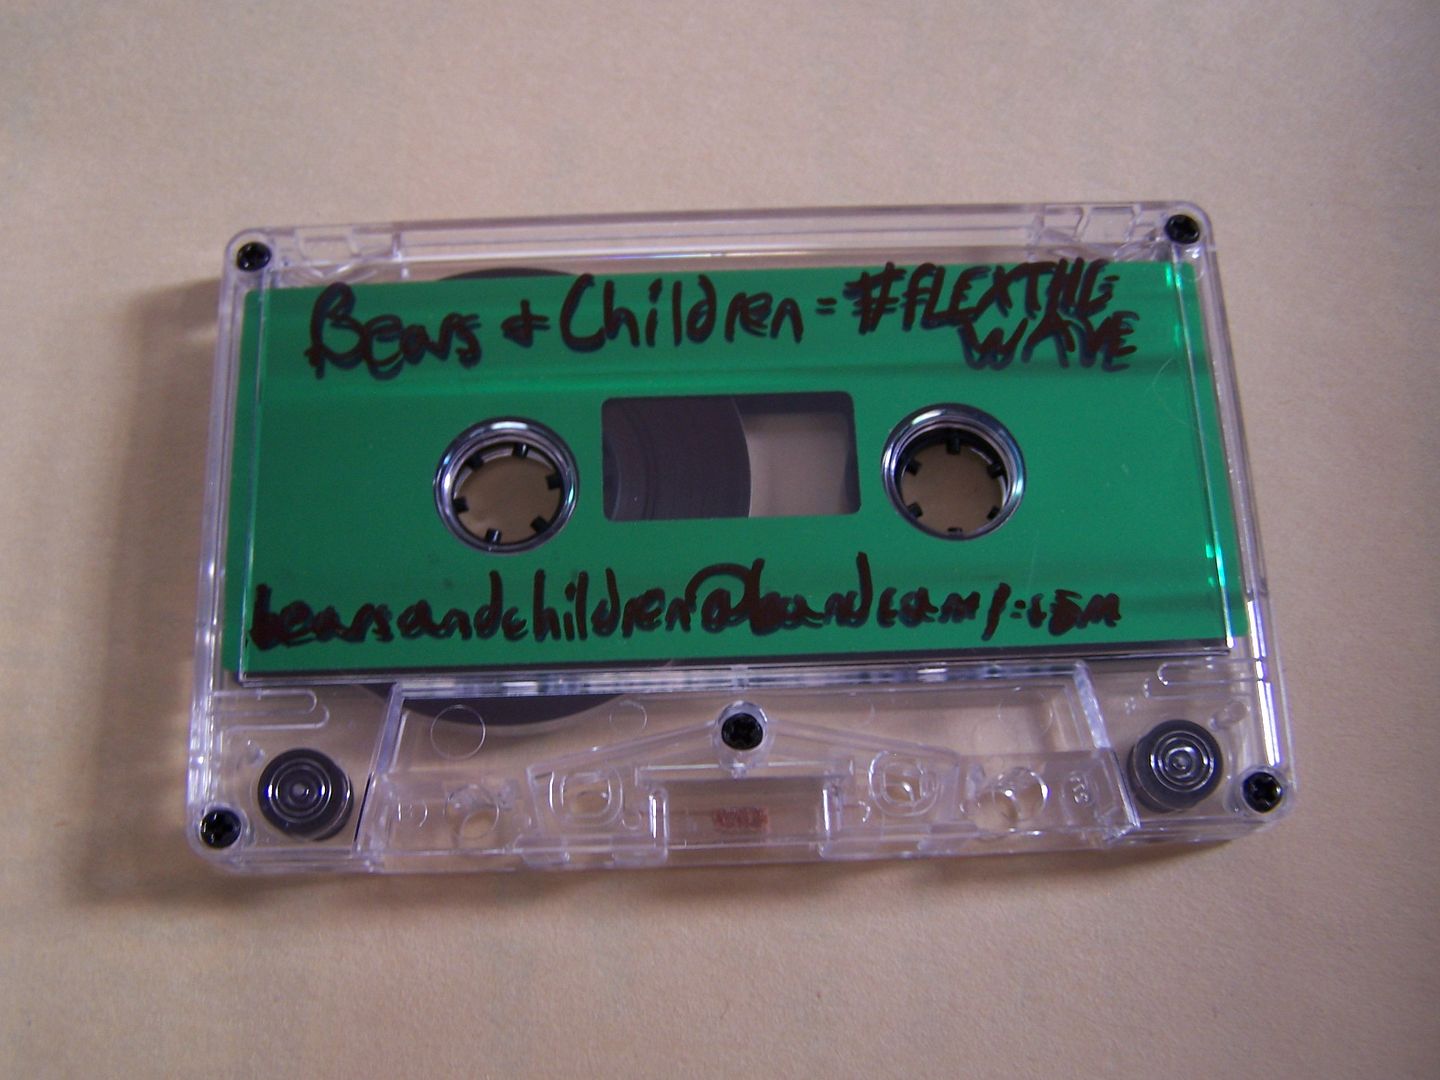 Bears & Children = #FLEXTHE
WAVE
bearsandchildren@bandcamp.com